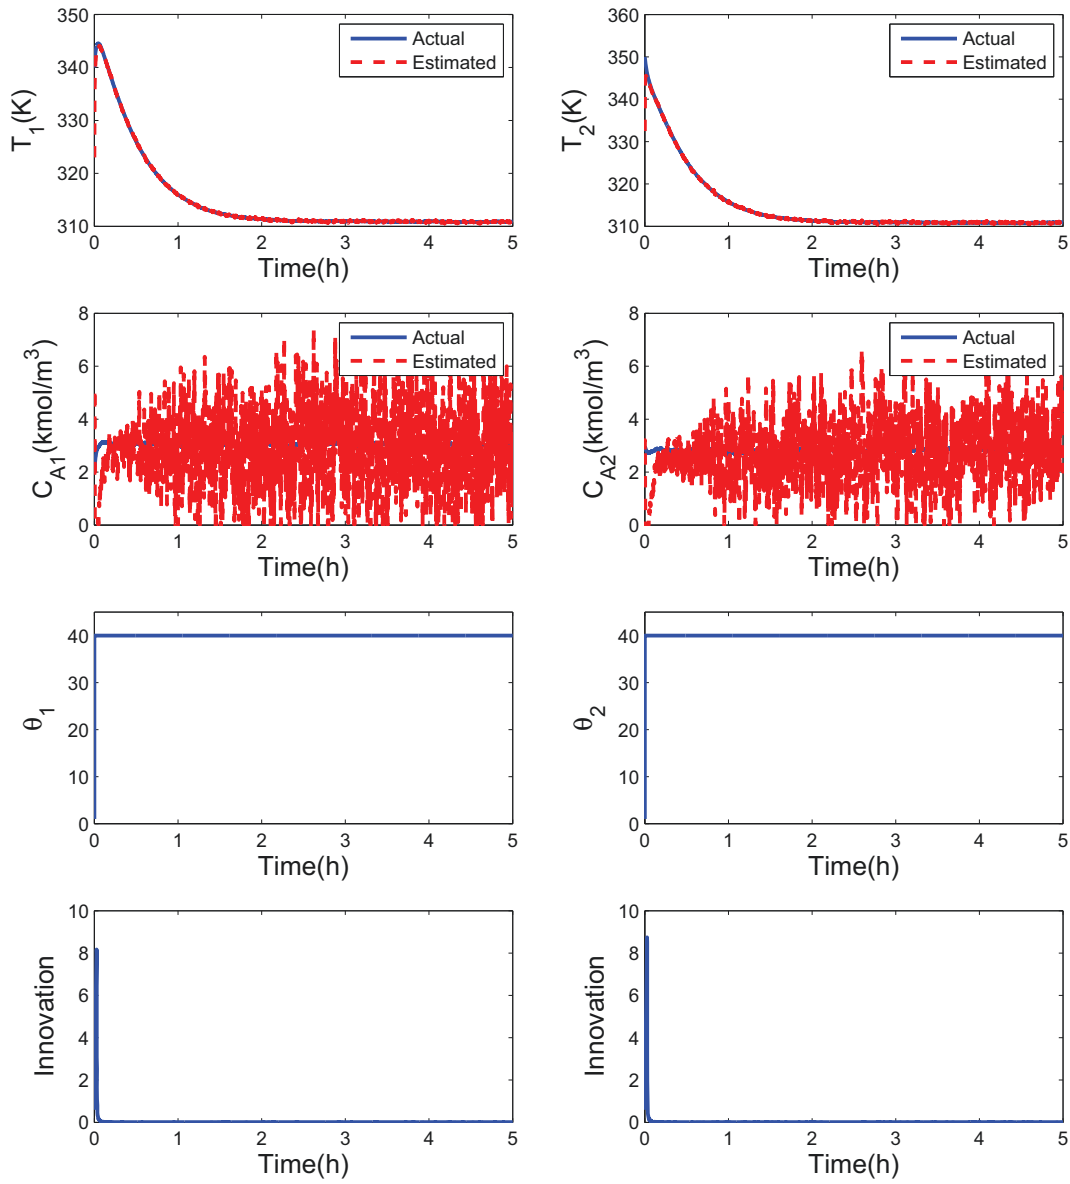 350
340
330
320
310
T1(K)
Actual
Estimated
0 1 2 3 4 5
Time(h)
360
350
340
330
320
310
T2(K)
Actual
Estimated
0 1 2 3 4 5
Time(h)
8
6
4
2
0
CA1(kmol/m³)
Actual
Estimated
0 1 2 3 4 5
Time(h)
8
6
4
2
0
CA2(kmol/m³)
Actual
Estimated
0 1 2 3 4 5
Time(h)
40
30
20
10
0
θ1
0 1 2 3 4 5
Time(h)
40
30
20
10
0
θ2
0 1 2 3 4 5
Time(h)
10
8
6
4
2
0
Innovation
0 1 2 3 4 5
Time(h)
10
8
6
4
2
0
Innovation
0 1 2 3 4 5
Time(h)